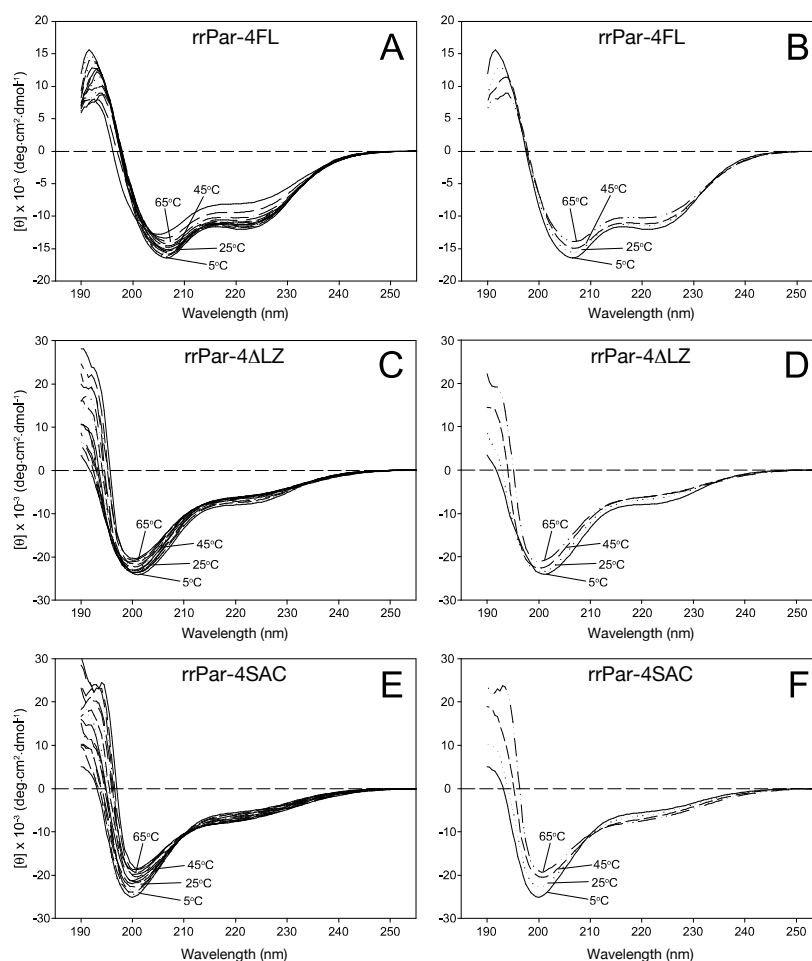 rrPar-4FL
A
[θ] x 10⁻³ (deg·cm²·dmol⁻¹)
20
15
10
5
0
-5
-10
-15
-20
65°C
45°C
25°C
5°C
190 200 210 220 230 240 250
Wavelength (nm)
rrPar-4FL
B
20
15
10
5
0
-5
-10
-15
20
65°C
45°C
25°C
5°C
190 200 210 220 230 240 250
Wavelength (nm)
rrPar-4ΔLZ
C
[θ] x 10⁻³ (deg·cm²·dmol⁻¹)
30
20
10
0
-10
-20
-30
65°C
45°C
25°C
5°C
190 200 210 220 230 240 250
Wavelength (nm)
rrPar-4ΔLZ
D
30
20
10
0
-10
-20
-30
65°C
45°C
25°C
5°C
190 200 210 220 230 240 250
Wavelength (nm)
rrPar-4SAC
E
[θ] x 10⁻³ (deg·cm²·dmol⁻¹)
30
20
10
0
-10
-20
-30
65°C
45°C
25°C
5°C
190 200 210 220 230 240 250
Wavelength (nm)
rrPar-4SAC
F
30
20
10
0
-10
-20
-30
65°C
45°C
25°C
5°C
190 200 210 220 230 240 250
Wavelength (nm)